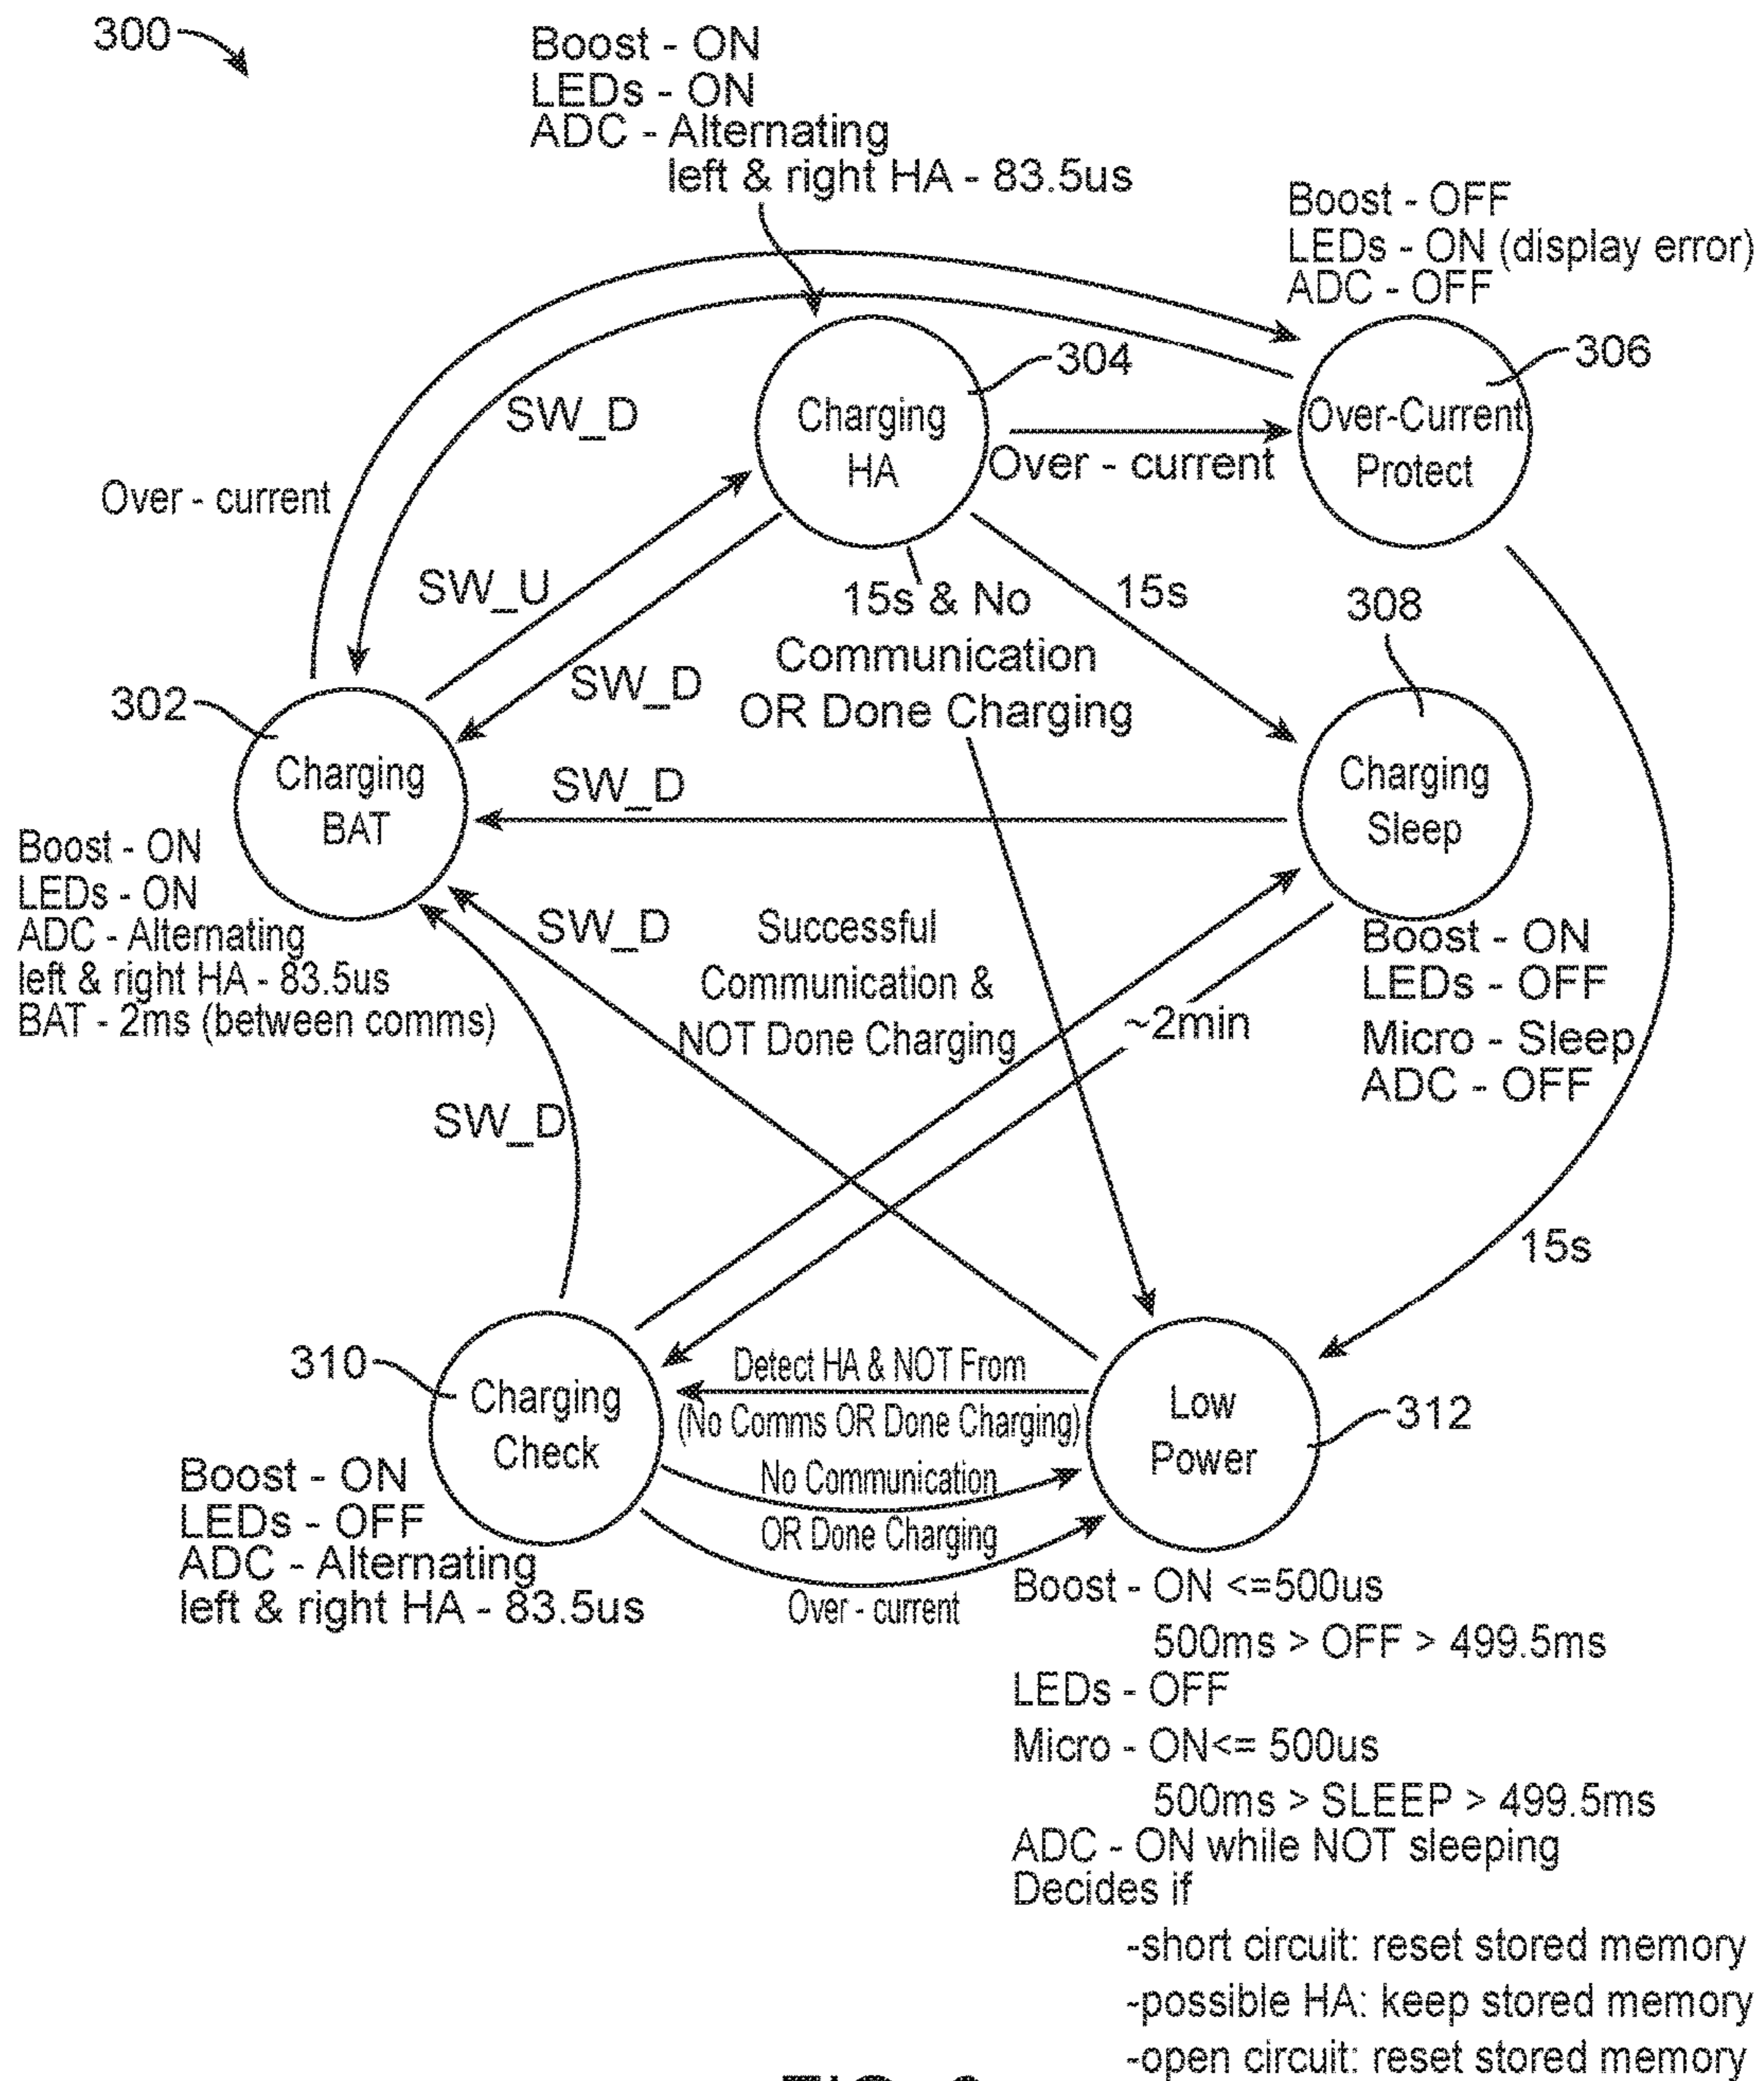 300
Boost - ON
LEDs - ON
ADC - Alternating
left & right HA - 83.5us
Boost - OFF
LEDs - ON (display error)
ADC - OFF
304
306
Charging
HA
Over-Current
Protect
SW_D
Over - current
Over - current
SW_U
15s & No
Communication
OR Done Charging
15s
308
SW_D
302
Charging
BAT
SW_D
Charging
Sleep
Boost - ON
LEDs - ON
ADC - Alternating
left & right HA - 83.5us
BAT - 2ms (between comms)
SW_D
Successful
Communication &
NOT Done Charging
~2min
Boost - ON
LEDs - OFF
Micro - Sleep
ADC - OFF
SW_D
15s
310
Charging
Check
Detect HA & NOT From
(No Comms OR Done Charging)
Low
Power
312
No Communication
OR Done Charging
Over - current
Boost - ON
LEDs - OFF
ADC - Alternating
left & right HA - 83.5us
Boost - ON <=500us
500ms > OFF > 499.5ms
LEDs - OFF
Micro - ON<= 500us
500ms > SLEEP > 499.5ms
ADC - ON while NOT sleeping
Decides if
-short circuit: reset stored memory
-possible HA: keep stored memory
-open circuit: reset stored memory